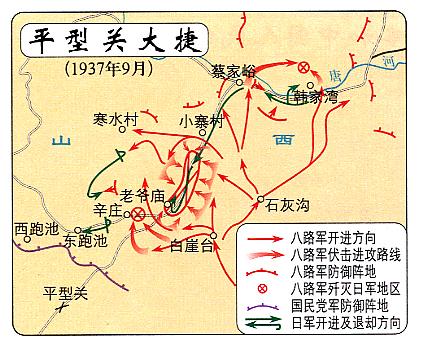 平型关大捷
(1937年9月)
蔡家峪
唐
河
韩家湾
寒水村
小寨村
山
西
老爷庙
辛庄
石灰沟
西跑池
东跑池
白崖台
平型关
八路军开进方向
八路军伏击进攻路线
八路军防御阵地
八路军歼灭日军地区
国民党军防御阵地
日军开进及退却方向